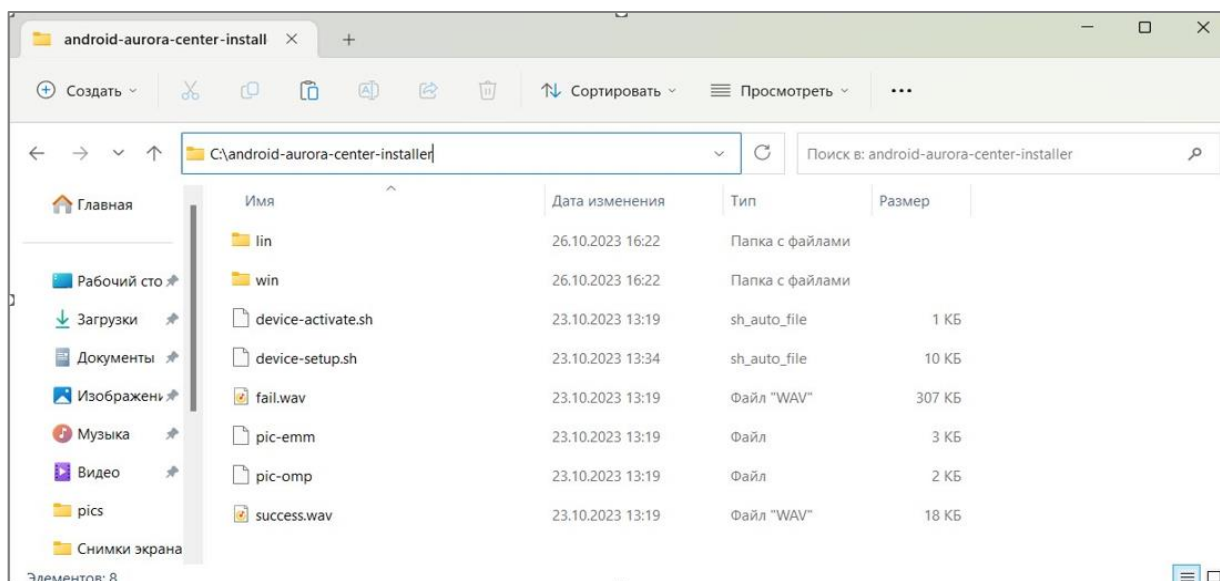 android-aurora-center-install
Создать
Сортировать
Просмотреть
C:\android-aurora-center-installer
Поиск в: android-aurora-center-installer
Главная
Рабочий сто
Загрузки
Документы
Изображени
Музыка
Видео
pics
Снимки экрана
Имя Дата изменения Тип Размер
lin 26.10.2023 16:22 Папка с файлами
win 26.10.2023 16:22 Папка с файлами
device-activate.sh 23.10.2023 13:19 sh_auto_file 1 КБ
device-setup.sh 23.10.2023 13:34 sh_auto_file 10 КБ
fail.wav 23.10.2023 13:19 Файл "WAV" 307 КБ
pic-emm 23.10.2023 13:19 Файл 3 КБ
pic-omp 23.10.2023 13:19 Файл 2 КБ
success.wav 23.10.2023 13:19 Файл "WAV" 18 КБ
Элементов: 8